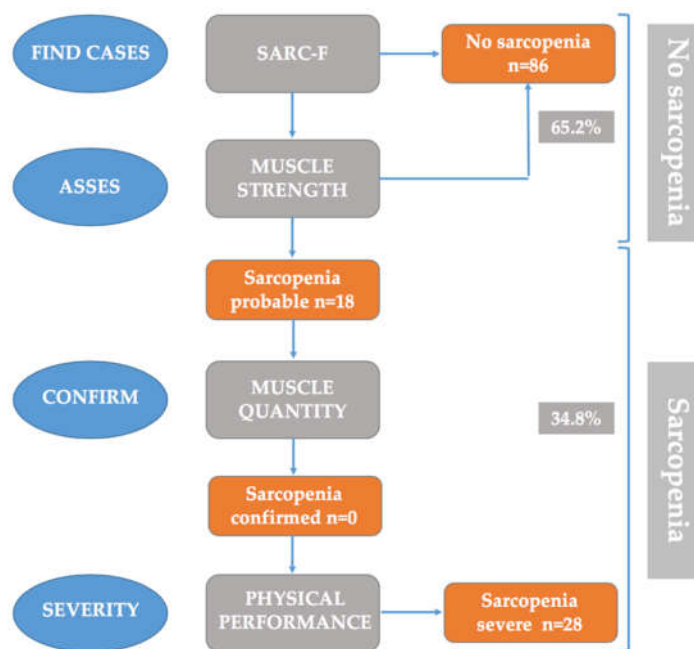 FIND CASES
SARC-F
No sarcopenia
n=86
65.2%
No sarcopenia
ASSES
MUSCLE
STRENGTH
Sarcopenia
probable n=18
CONFIRM
MUSCLE
QUANTITY
34.8%
Sarcopenia
Sarcopenia
confirmed n=0
SEVERITY
PHYSICAL
PERFORMANCE
Sarcopenia
severe n=28